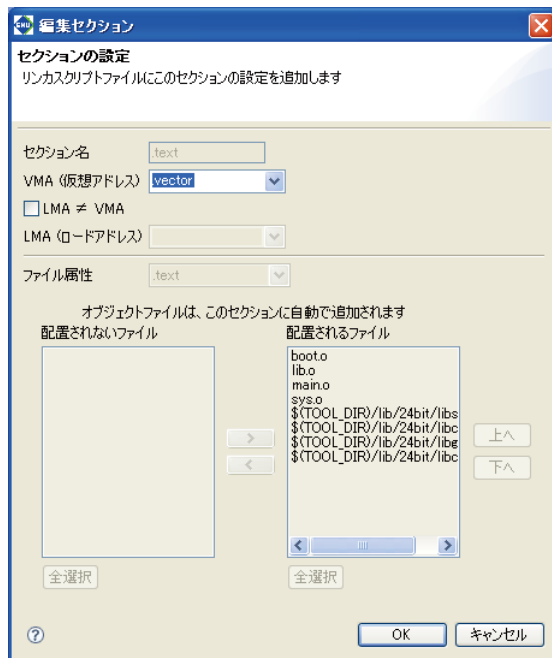 GNU 編集セクション
セクションの設定
リンカスクリプトファイルにこのセクションの設定を追加します
セクション名 .text
VMA (仮想アドレス) .vector
LMA ≠ VMA
LMA (ロードアドレス)
ファイル属性 .text
オブジェクトファイルは、このセクションに自動で追加されます
配置されないファイル 配置されるファイル
boot.o
lib.o
main.o
sys.o
$(TOOL_DIR)/lib/24bit/libs
$(TOOL_DIR)/lib/24bit/libc
$(TOOL_DIR)/lib/24bit/libg
$(TOOL_DIR)/lib/24bit/libc
>
<
上へ
下へ
全選択 全選択
? OK キャンセル